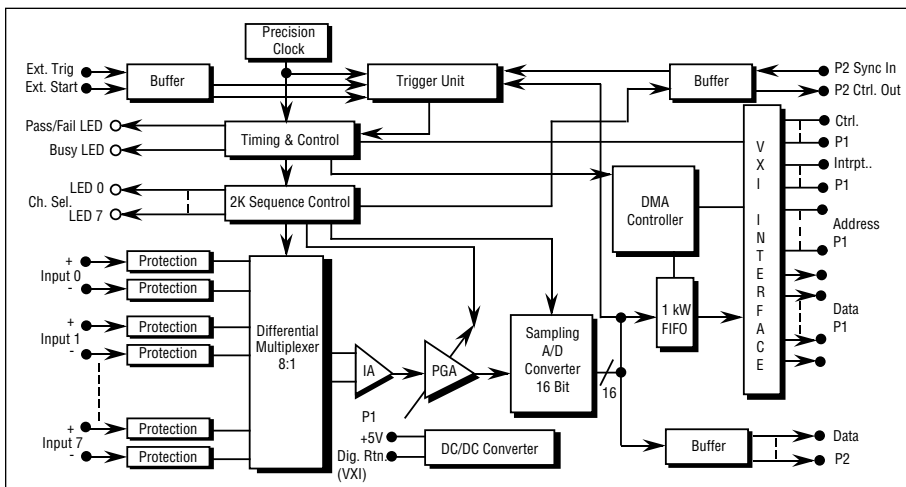 Precision
Clock
Ext. Trig
Ext. Start
Buffer
Trigger Unit
Buffer
P2 Sync In
P2 Ctrl. Out
Pass/Fail LED
Busy LED
Timing & Control
Ctrl.
P1
Intrpt..
P1
LED 0
Ch. Sel.
LED 7
2K Sequence Control
DMA
Controller
VXI INTERFACE
Address
P1
+
Input 0
-
Protection
Protection
+
Input 1
-
Protection
Protection
+
Input 7
-
Protection
Protection
Differential
Multiplexer
8:1
IA
PGA
P1
Sampling
A/D
Converter
16 Bit
16
1 kW
FIFO
Data
P1
+5V
Dig. Rtn.
(VXI)
DC/DC Converter
Buffer
Data
P2